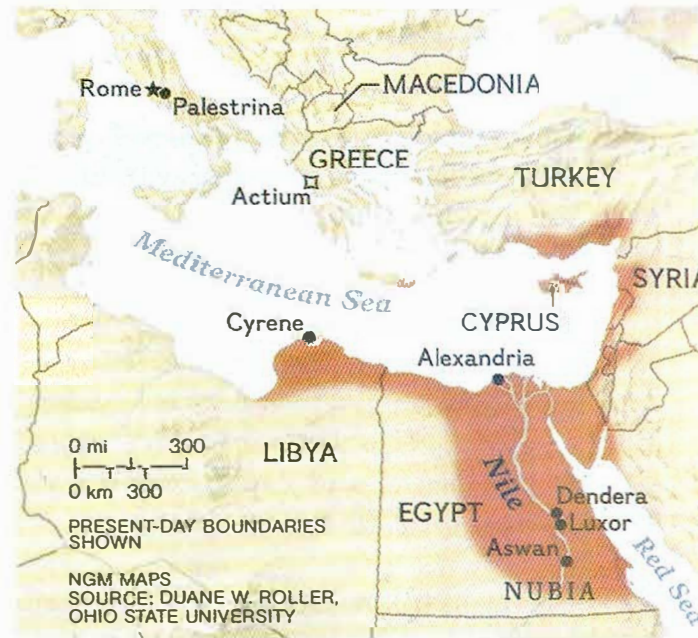 Rome
Palestrina
MACEDONIA
GREECE
Actium
TURKEY
Mediterranean Sea
SYRIA
Cyrene
CYPRUS
Alexandria
0 mi 300
0 km 300
LIBYA
Nile
EGYPT
Dendera
Luxor
Aswan
NUBIA
Red Sea
PRESENT-DAY BOUNDARIES
SHOWN
NGM MAPS
SOURCE: DUANE W. ROLLER,
OHIO STATE UNIVERSITY